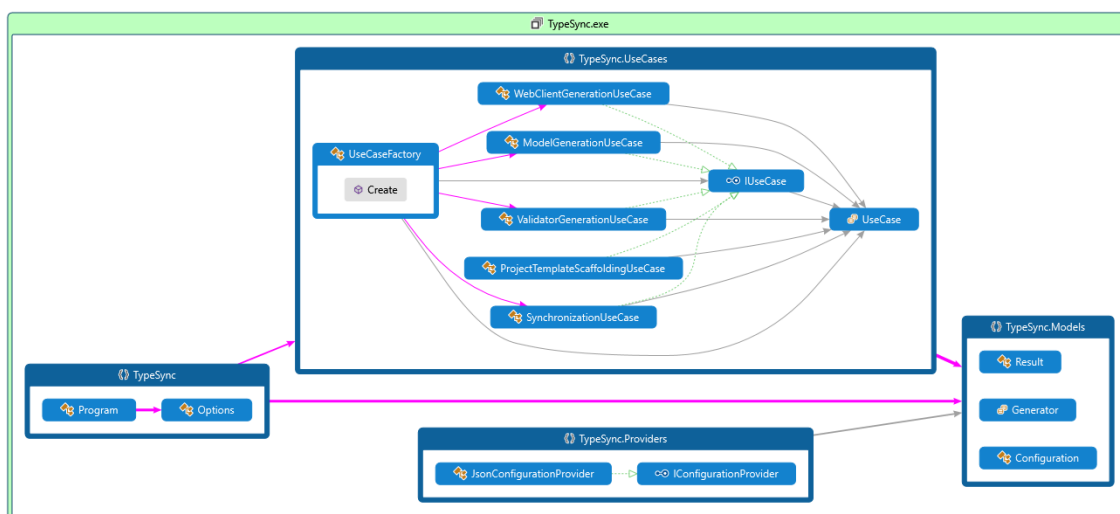 TypeSync.exe
TypeSync.UseCases
WebClientGenerationUseCase
UseCaseFactory
ModelGenerationUseCase
Create
IUseCase
ValidatorGenerationUseCase
UseCase
ProjectTemplateScaffoldingUseCase
SynchronizationUseCase
TypeSync.Models
Result
TypeSync
Program
Options
Generator
TypeSync.Providers
Configuration
JsonConfigurationProvider
IConfigurationProvider